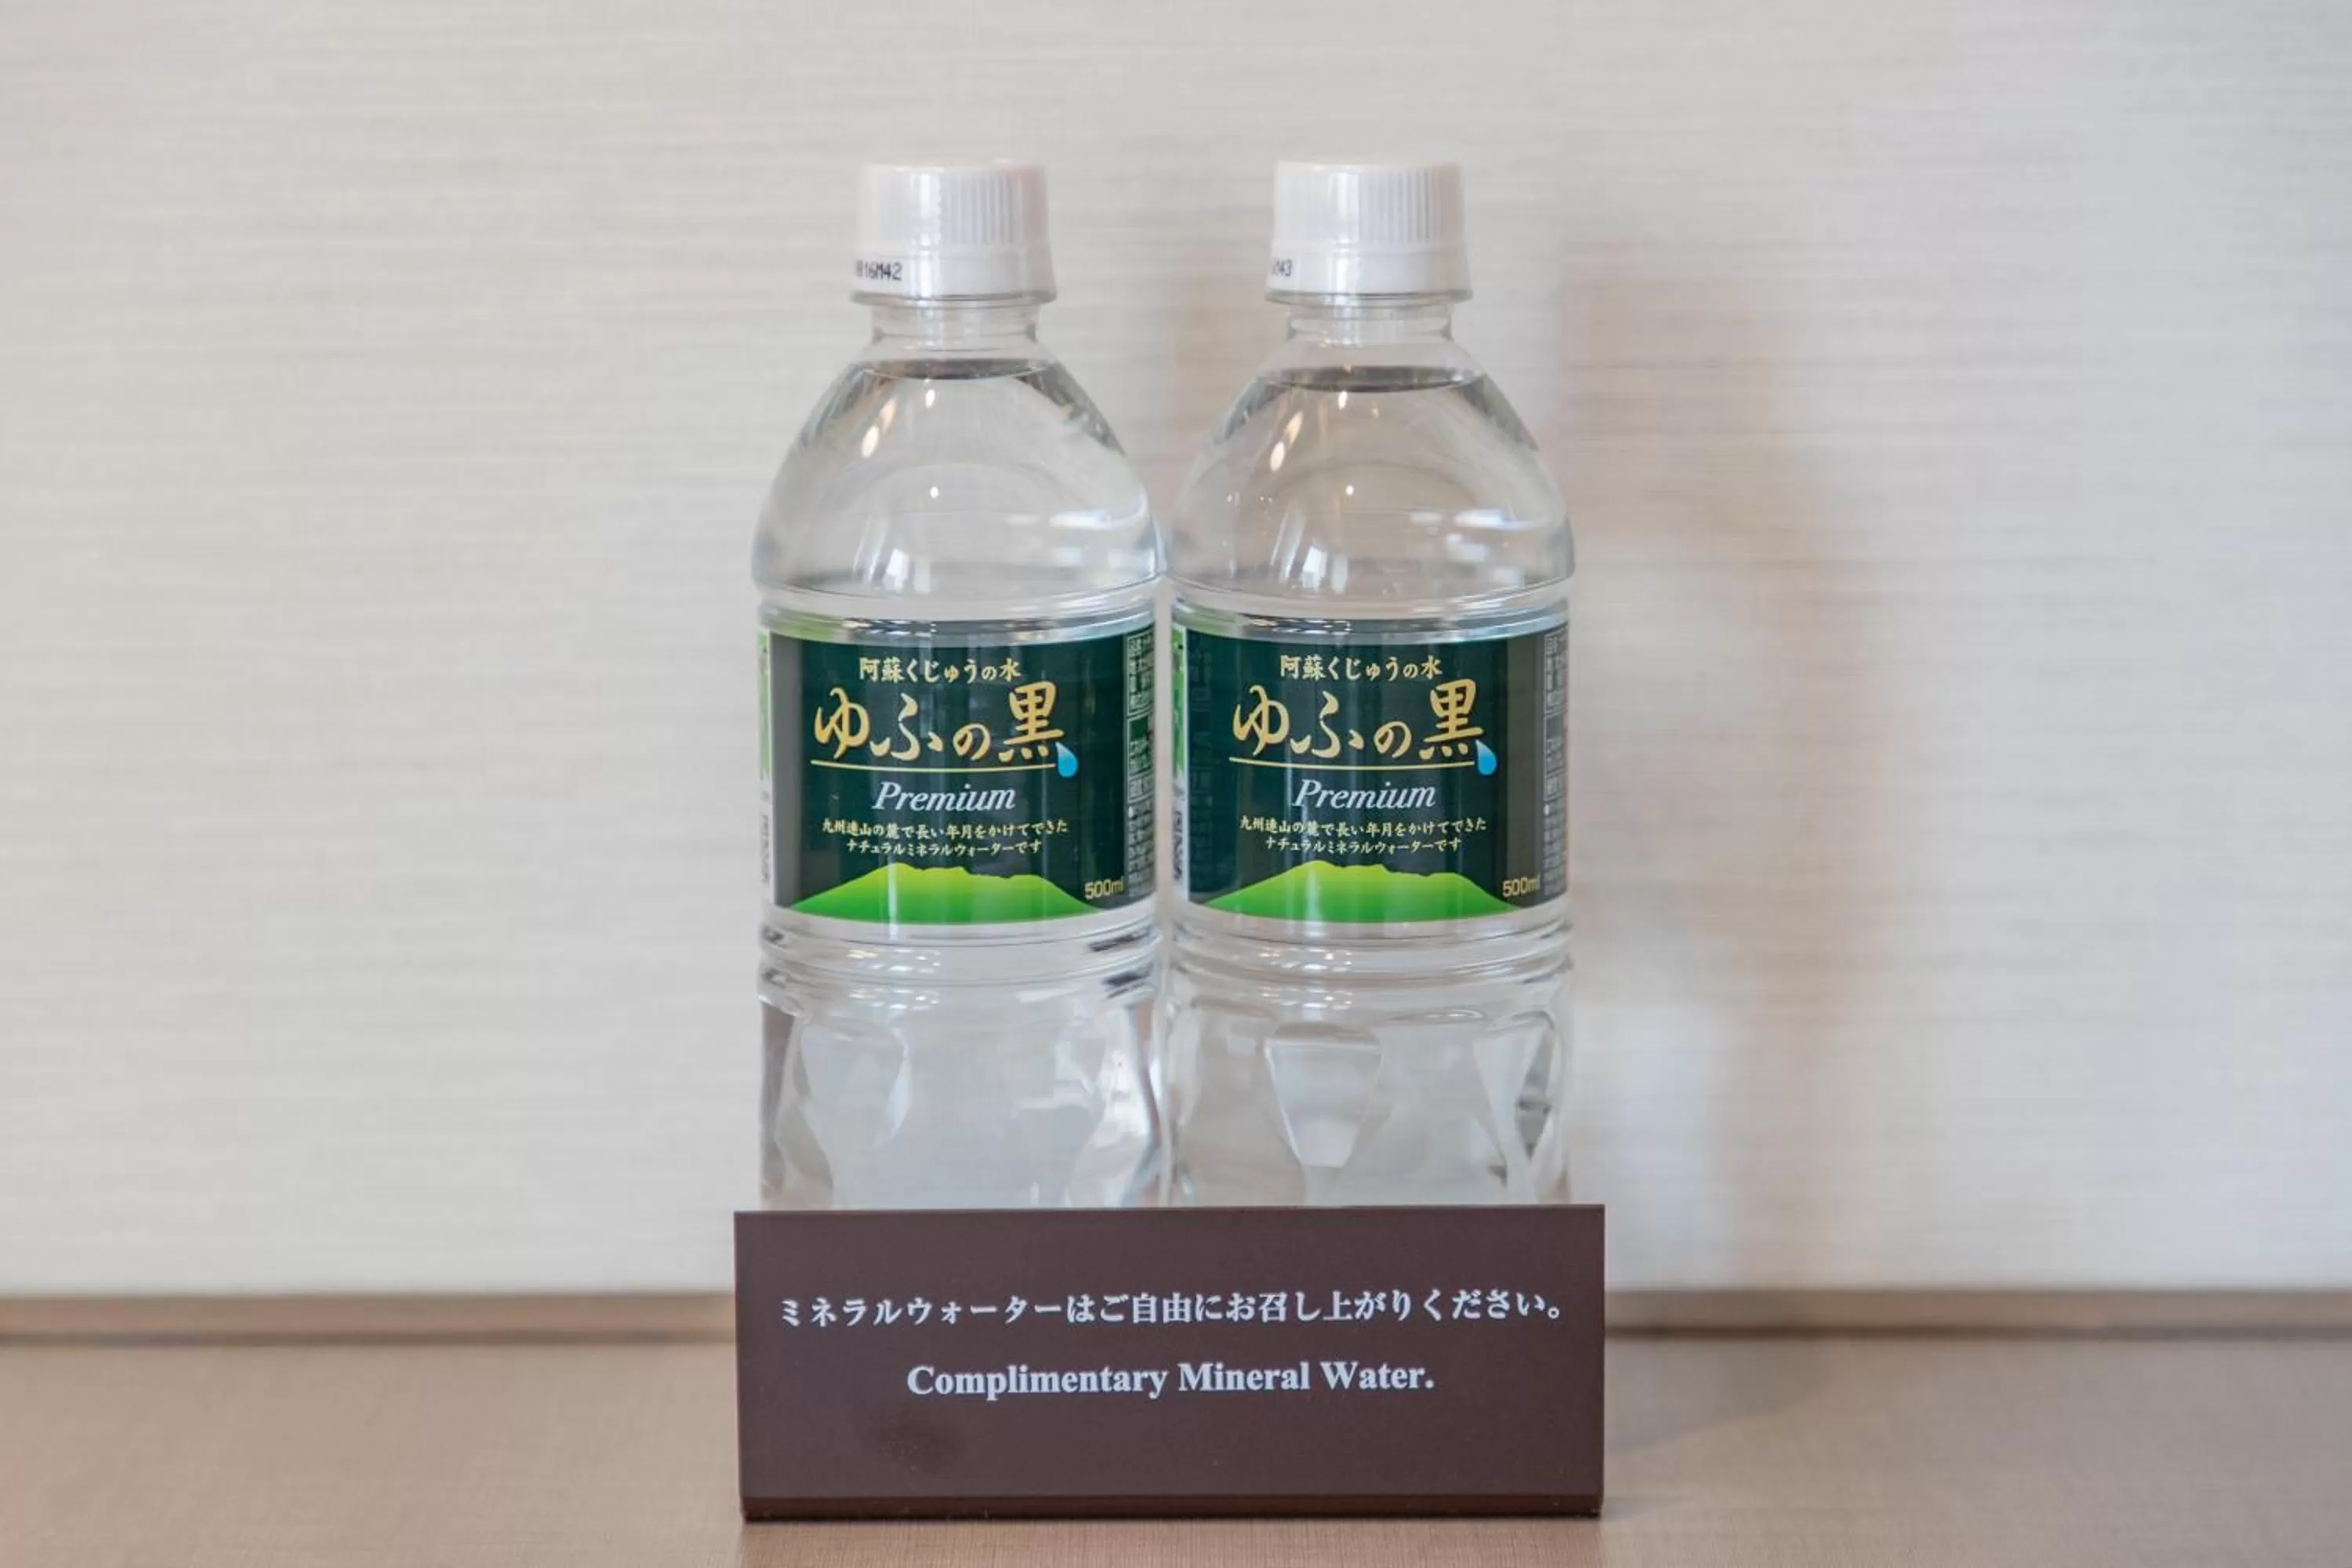 16M42
阿蘇くじゅうの水
ゆふの黒
Premium
九州連山の麓で長い年月をかけてできた
ナチュラルミネラルウォーターです
500ml
阿蘇くじゅうの水
ゆふの黒
Premium
九州連山の麓で長い年月をかけてできた
ナチュラルミネラルウォーターです
500ml
ミネラルウォーターはご自由にお召し上がりください。
Complimentary Mineral Water.